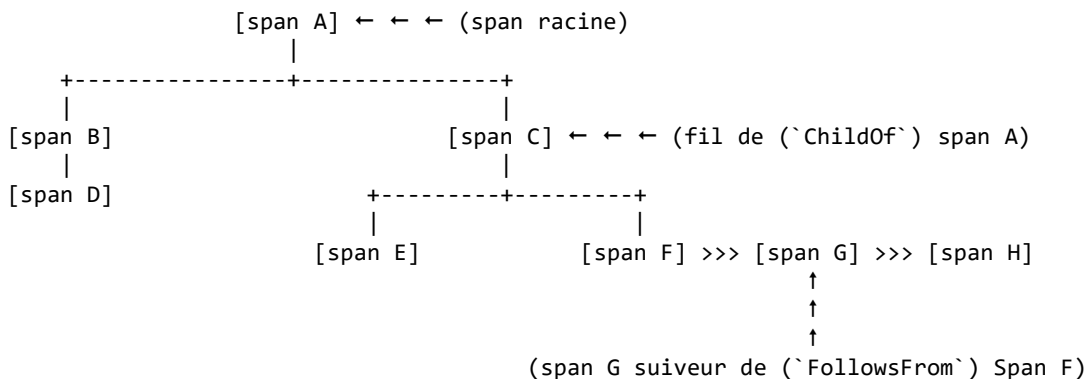 [span A] ← ← ← (span racine)
|
+----------------+---------------+
| |
[span B] [span C] ← ← ← (fil de (`ChildOf`) span A)
| |
[span D] +---------+---------+
| |
[span E] [span F] >>> [span G] >>> [span H]
↑
↑
↑
(span G suiveur de (`FollowsFrom`) Span F)